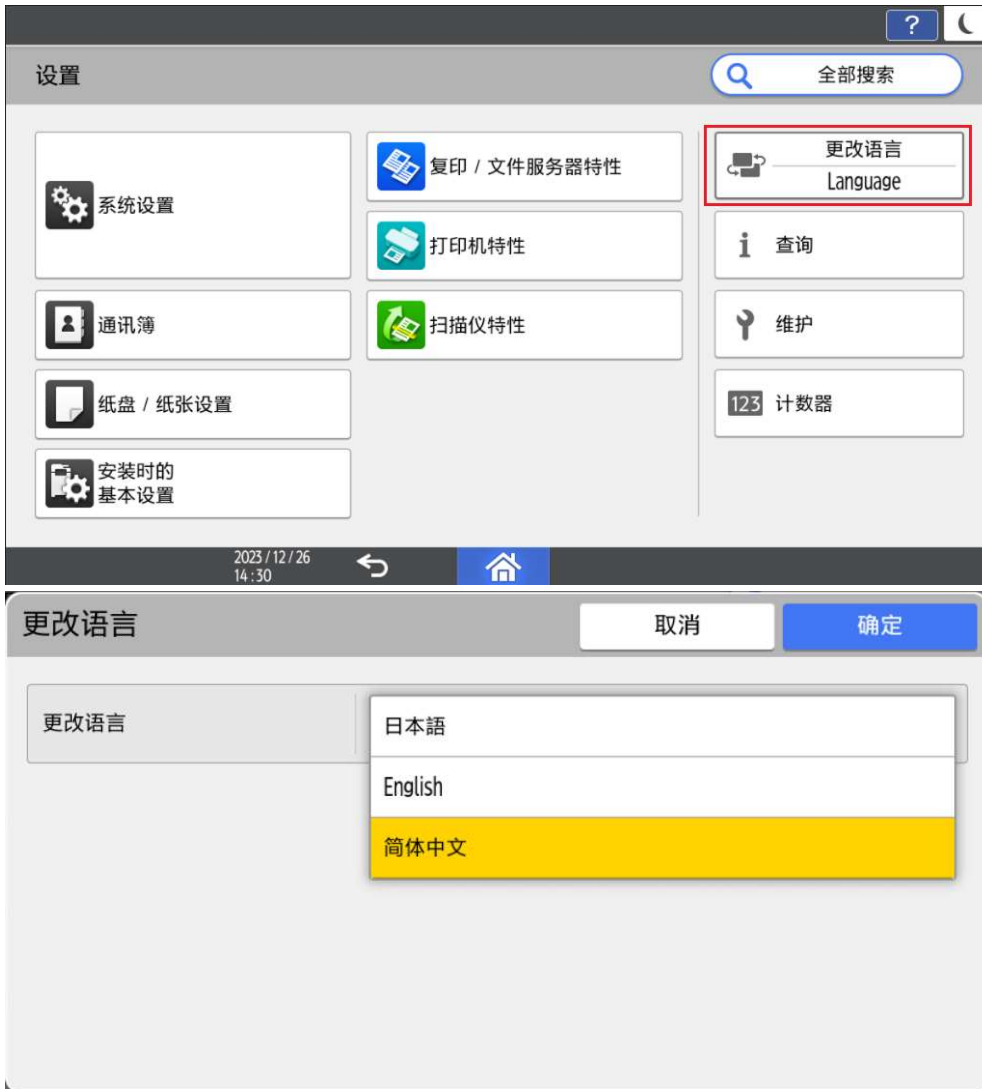 ?
设置
全部搜索
系统设置
复印 / 文件服务器特性
更改语言
Language
打印机特性
查询
通讯簿
扫描仪特性
维护
纸盘 / 纸张设置
123 计数器
安装时的
基本设置
2023/12/26
14:30
更改语言
取消
确定
更改语言
日本語
English
简体中文